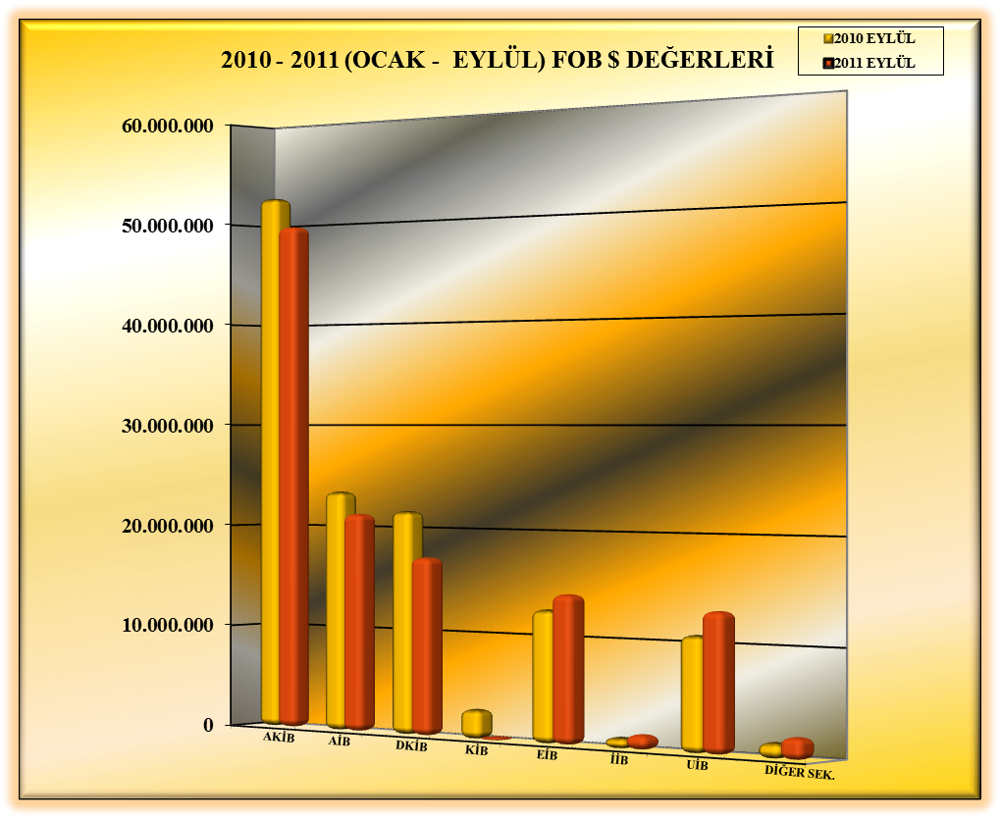 2010 - 2011 (OCAK -  EYLÜL) FOB $ DEĞERLERİ
2010 EYLÜL
2011 EYLÜL
60.000.000
50.000.000
40.000.000
30.000.000
20.000.000
10.000.000
0
AKİB
AİB
DKİB
KİB
EİB
İİB
UİB
DİĞER SEK.